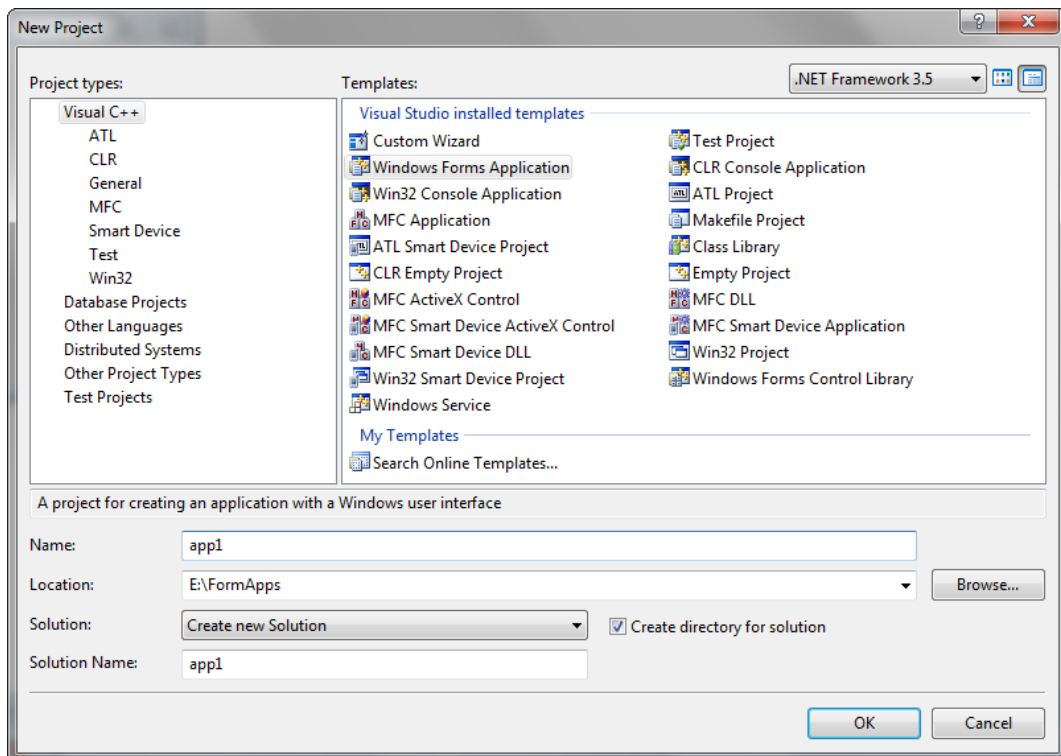 New Project
Project types:
Templates:
.NET Framework 3.5
Visual C++
ATL
CLR
General
MFC
Smart Device
Test
Win32
Database Projects
Other Languages
Distributed Systems
Other Project Types
Test Projects
Visual Studio installed templates
Custom Wizard
Test Project
Windows Forms Application
CLR Console Application
Win32 Console Application
ATL Project
MFC Application
Makefile Project
ATL Smart Device Project
Class Library
CLR Empty Project
Empty Project
MFC ActiveX Control
MFC DLL
MFC Smart Device ActiveX Control
MFC Smart Device Application
MFC Smart Device DLL
Win32 Project
Win32 Smart Device Project
Windows Forms Control Library
Windows Service
My Templates
Search Online Templates...
A project for creating an application with a Windows user interface
Name:
app1
Location:
E:\FormApps
Browse...
Solution:
Create new Solution
Create directory for solution
Solution Name:
app1
OK
Cancel